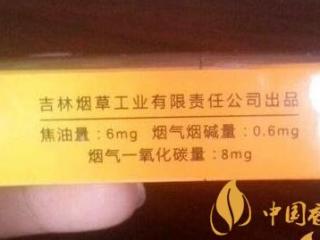 吉林烟草工业有限责任公司出品
焦油量:6mg 烟气烟碱量:0.6mg
烟气一氧化碳量:8mg
中国香